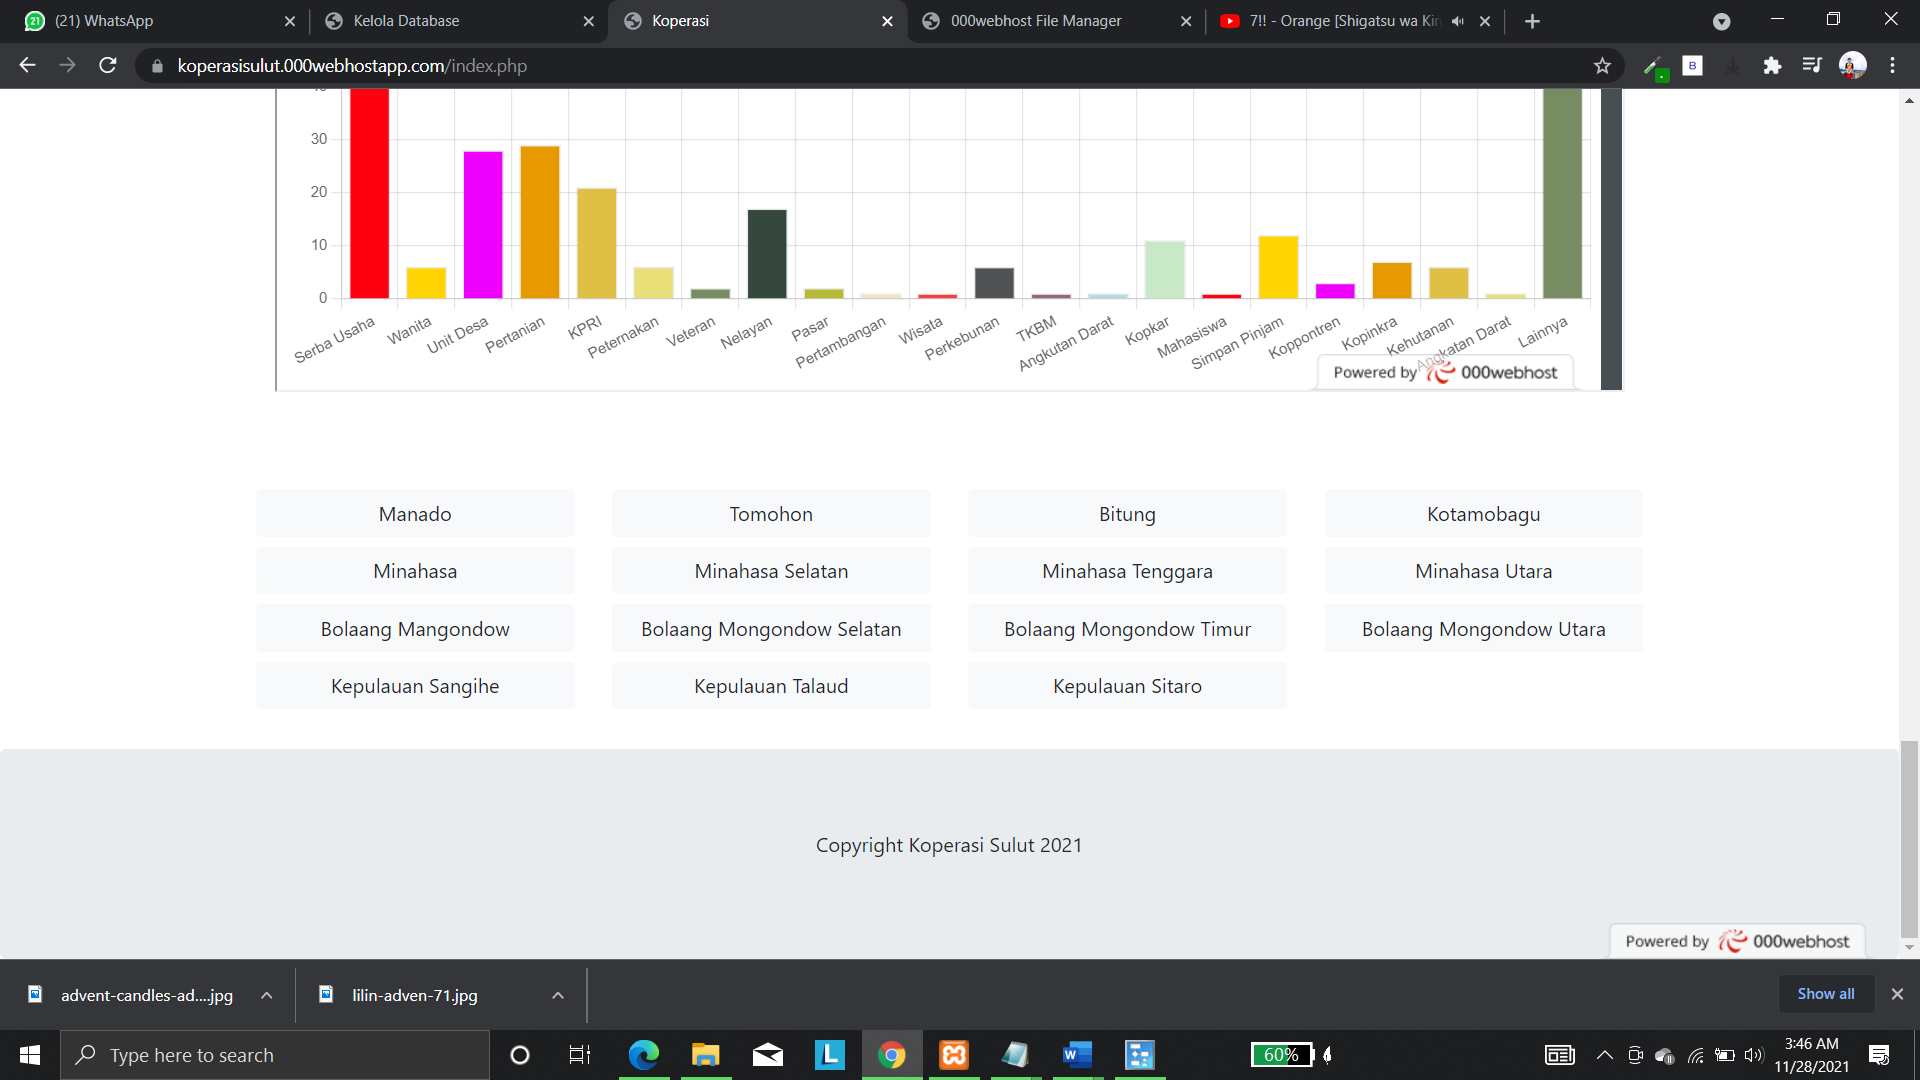 (21) WhatsApp
Kelola Database
Koperasi
000webhost File Manager
7!! - Orange [Shigatsu wa Kin
koperasisulut.000webhostapp.com/index.php
30
20
10
0
Serba Usaha
Wanita
Unit Desa
Pertanian
KPRI
Peternakan
Veteran
Nelayan
Pasar
Pertambangan
Wisata
Perkebunan
TKBM
Angkutan Darat
Kopkar
Mahasiswa
Simpan Pinjam
Koppontren
Kopinkra
Kehutanan
Angkatan Darat
Lainnya
Powered by 000webhost
Manado Tomohon Bitung Kotamobagu
Minahasa Minahasa Selatan Minahasa Tenggara Minahasa Utara
Bolaang Mangondow Bolaang Mongondow Selatan Bolaang Mongondow Timur Bolaang Mongondow Utara
Kepulauan Sangihe Kepulauan Talaud Kepulauan Sitaro
Copyright Koperasi Sulut 2021
Powered by 000webhost
advent-candles-ad....jpg
lilin-adven-71.jpg
Show all
Type here to search
60%
3:46 AM
11/28/2021